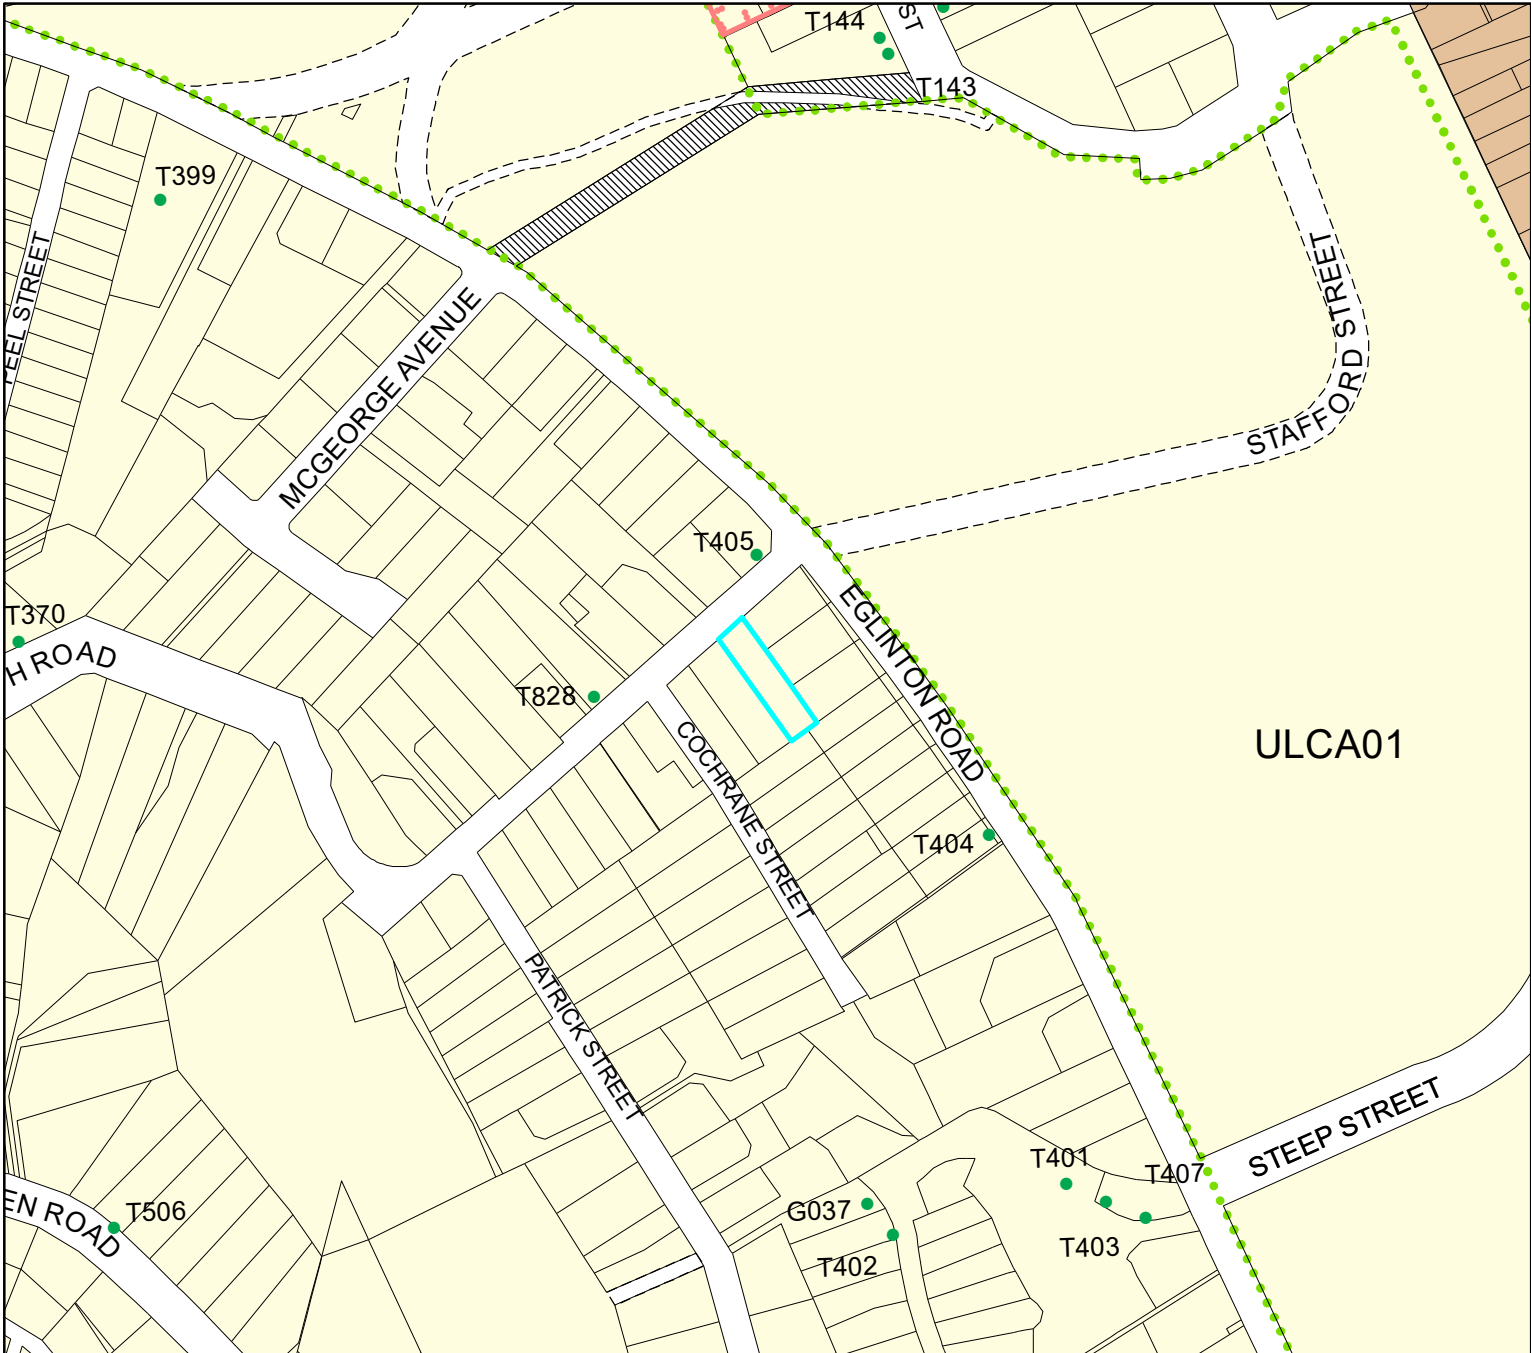 T144
ST
T143
T399
PEEL STREET
MCGEORGE AVENUE
STAFFORD STREET
T405
EGLINTON ROAD
T370
H ROAD
T828
COCHRANE STREET
ULCA01
T404
PATRICK STREET
STEEP STREET
T401
T407
G037
T403
T402
T506
EN ROAD